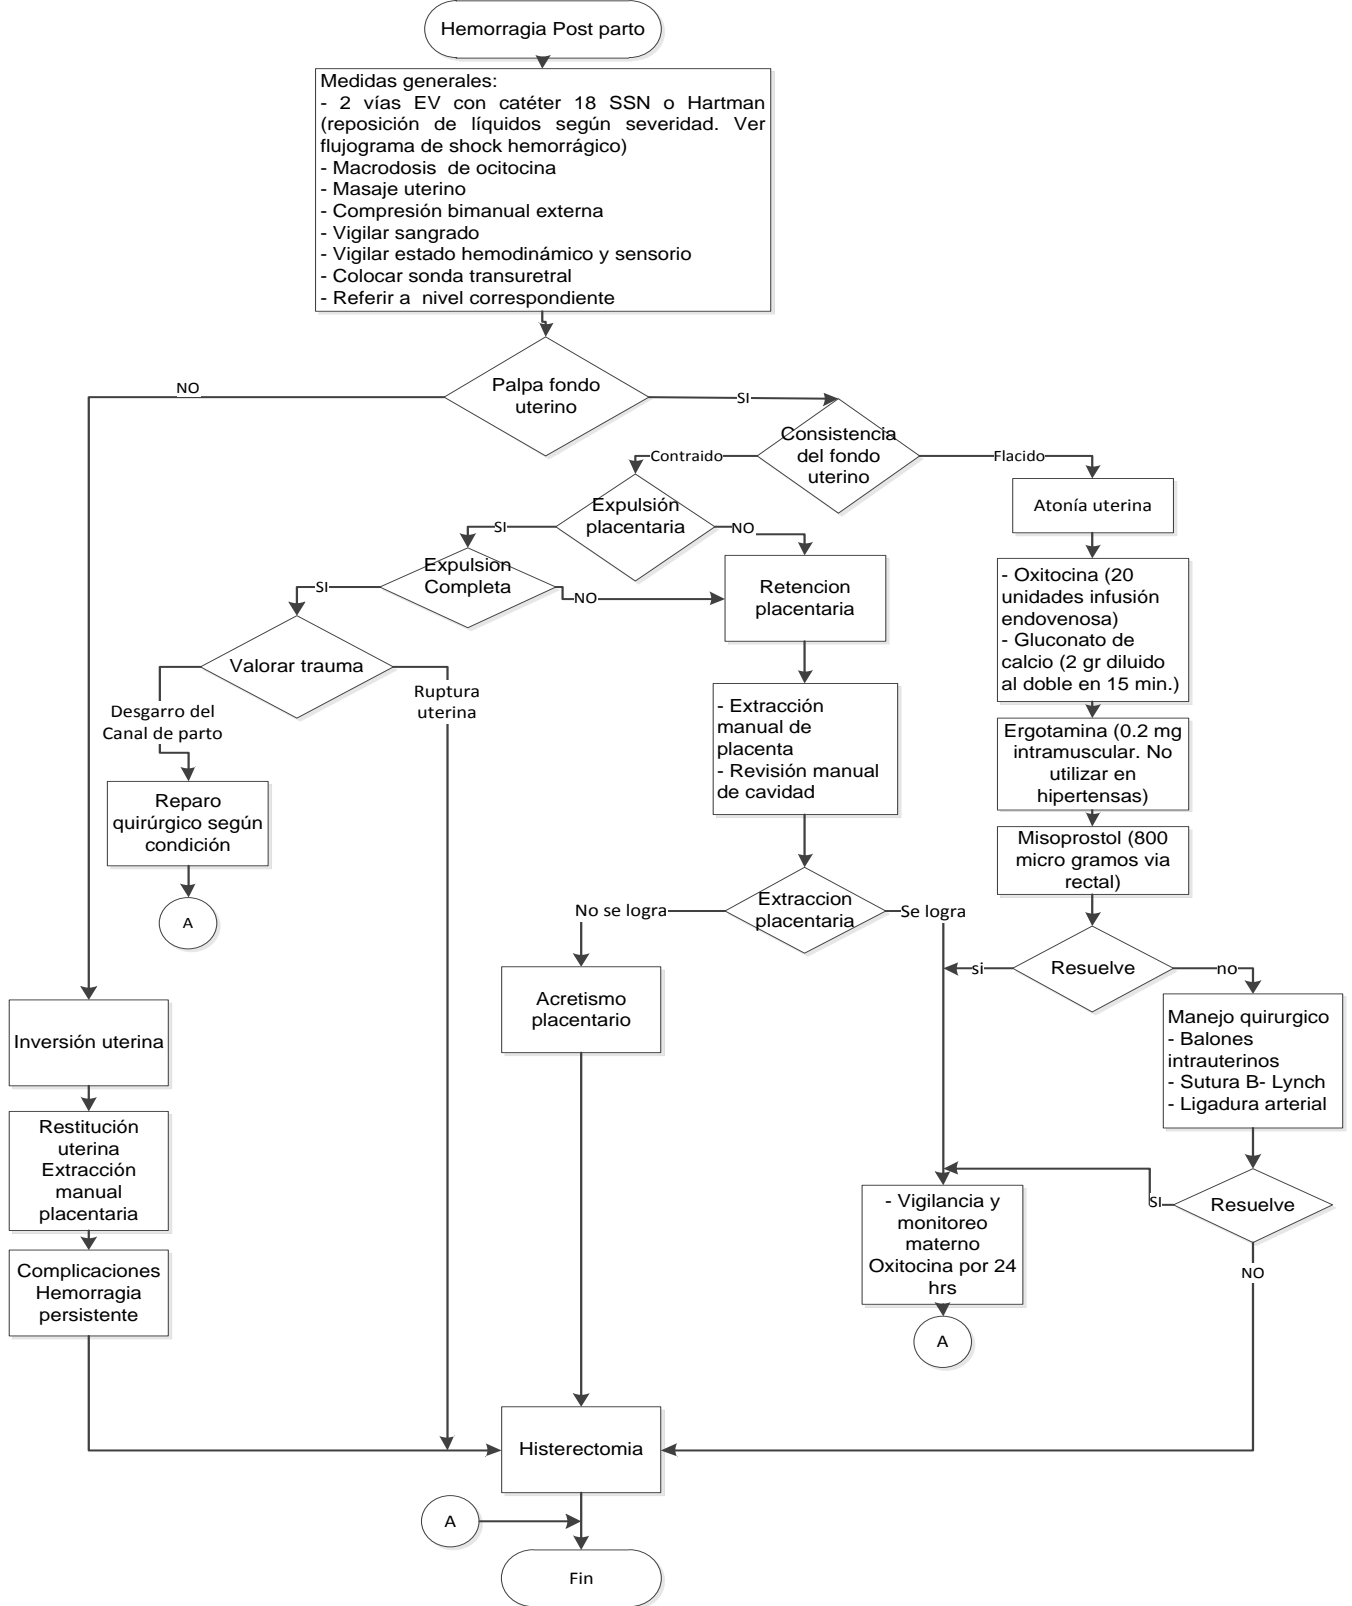 Hemorragia Post parto
Medidas generales:
- 2 vías EV con catéter 18 SSN o Hartman
(reposición de líquidos según severidad. Ver
flujograma de shock hemorrágico)
- Macrodosis de ocitocina
- Masaje uterino
- Compresión bimanual externa
- Vigilar sangrado
- Vigilar estado hemodinámico y sensorio
- Colocar sonda transuretral
- Referir a nivel correspondiente
Palpa fondo
uterino
NO
SI
Consistencia
del fondo
uterino
Contraido
Flacido
Expulsión
placentaria
SI
NO
Atonía uterina
Expulsion
Completa
SI
NO
Retencion
placentaria
- Oxitocina (20
unidades infusión
endovenosa)
- Gluconato de
calcio (2 gr diluido
al doble en 15 min.)
Valorar trauma
Desgarro del
Canal de parto
Ruptura
uterina
- Extracción
manual de
placenta
- Revisión manual
de cavidad
Ergotamina (0.2 mg
intramuscular. No
utilizar en
hipertensas)
Reparo
quirúrgico según
condición
Misoprostol (800
micro gramos via
rectal)
A
Extraccion
placentaria
No se logra
Se logra
Resuelve
si
no
Acretismo
placentario
Manejo quirurgico
- Balones
intrauterinos
- Sutura B- Lynch
- Ligadura arterial
Inversión uterina
Restitución
uterina
Extracción
manual
placentaria
Resuelve
SI
NO
- Vigilancia y
monitoreo
materno
Oxitocina por 24
hrs
Complicaciones
Hemorragia
persistente
A
Histerectomia
A
Fin